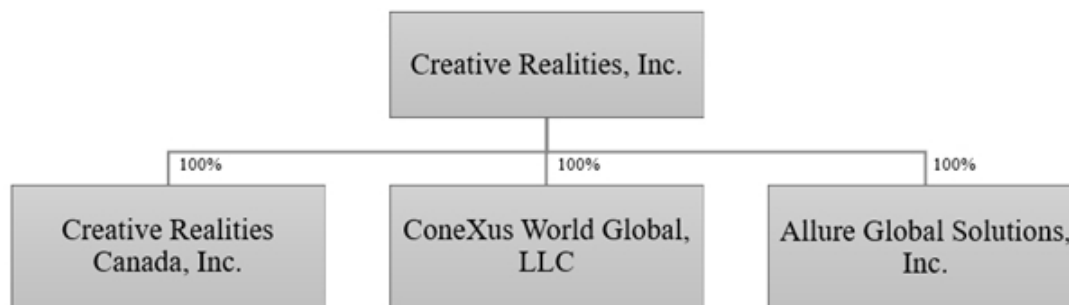 Creative Realities, Inc.
100%
100%
100%
Creative Realities
Canada, Inc.
ConeXus World Global,
LLC
Allure Global Solutions,
Inc.